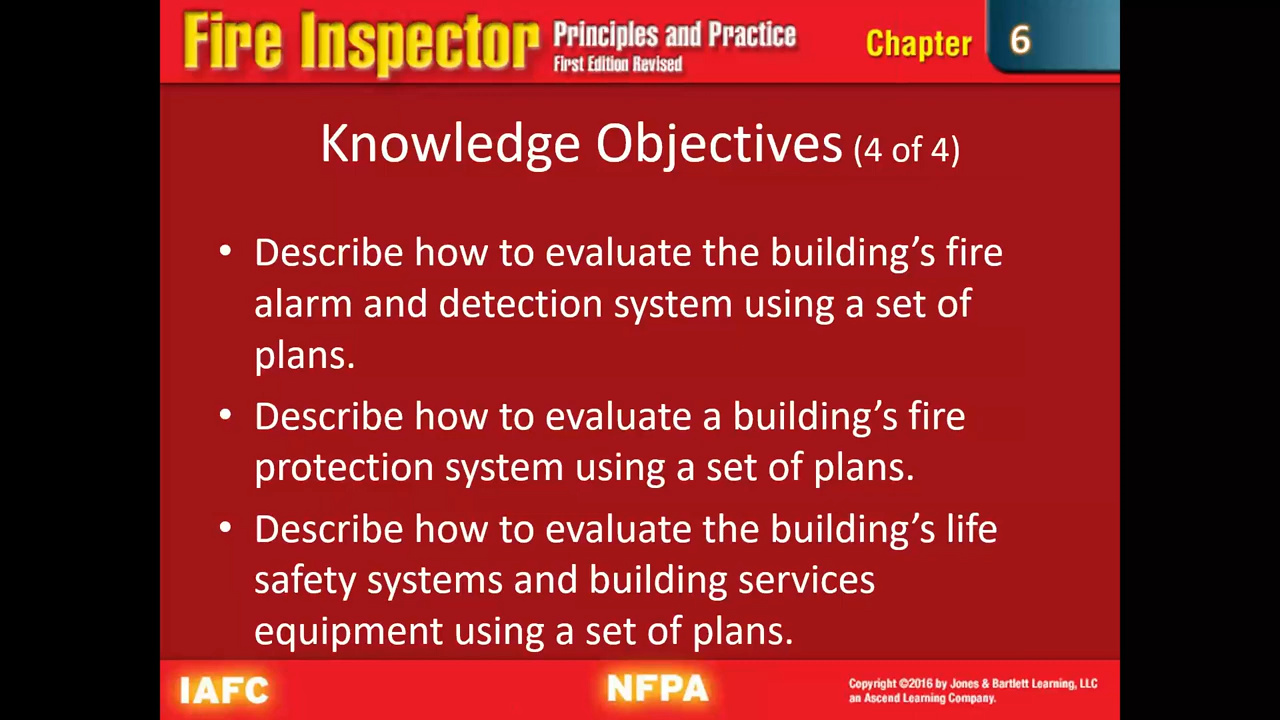 Fire Inspector Principles and Practice
First Edition Revised
Chapter 6
Knowledge Objectives (4 of 4)
• Describe how to evaluate the building’s fire
alarm and detection system using a set of
plans.
• Describe how to evaluate a building’s fire
protection system using a set of plans.
• Describe how to evaluate the building’s life
safety systems and building services
equipment using a set of plans.
IAFC
NFPA
Copyright ©2016 by Jones & Bartlett Learning, LLC
an Ascend Learning Company.